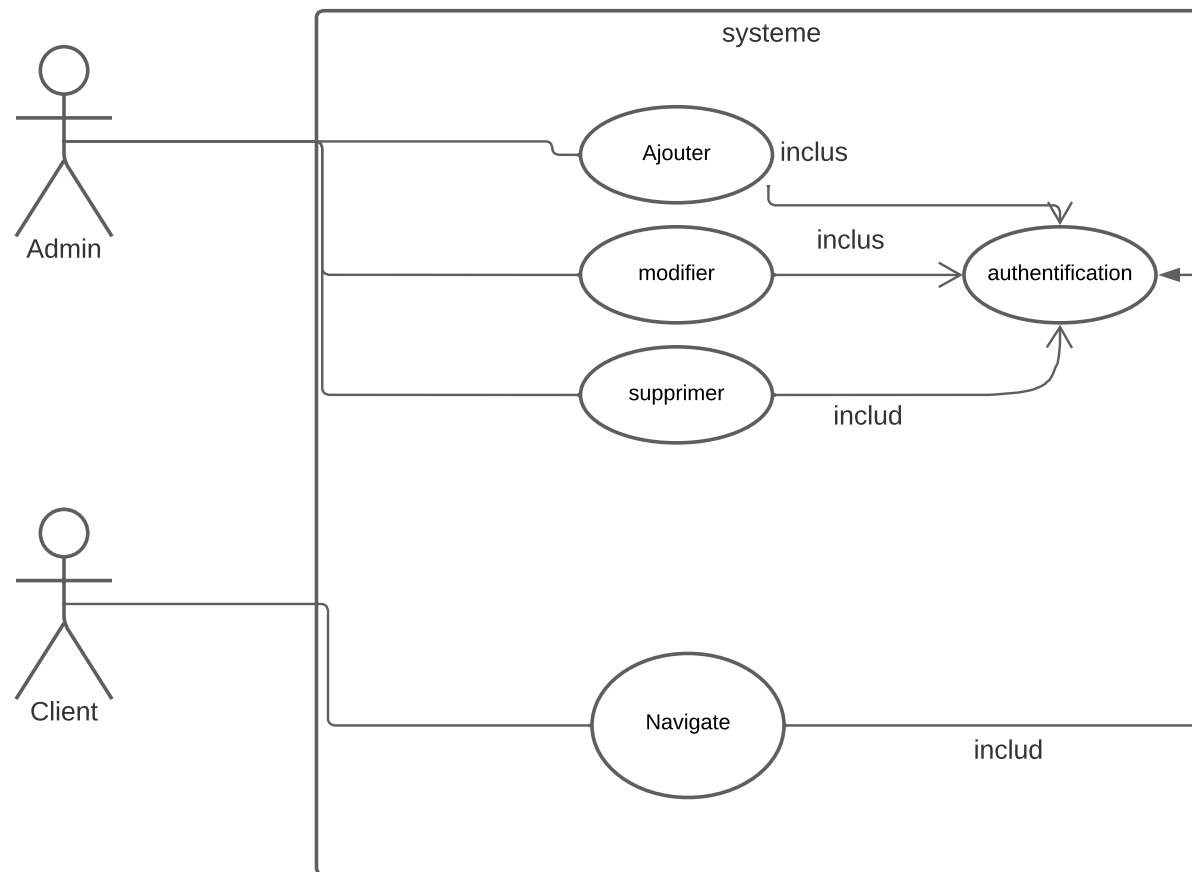 systeme
Ajouter
inclus
Admin
inclus
modifier
authentification
supprimer
includ
Client
Navigate
includ